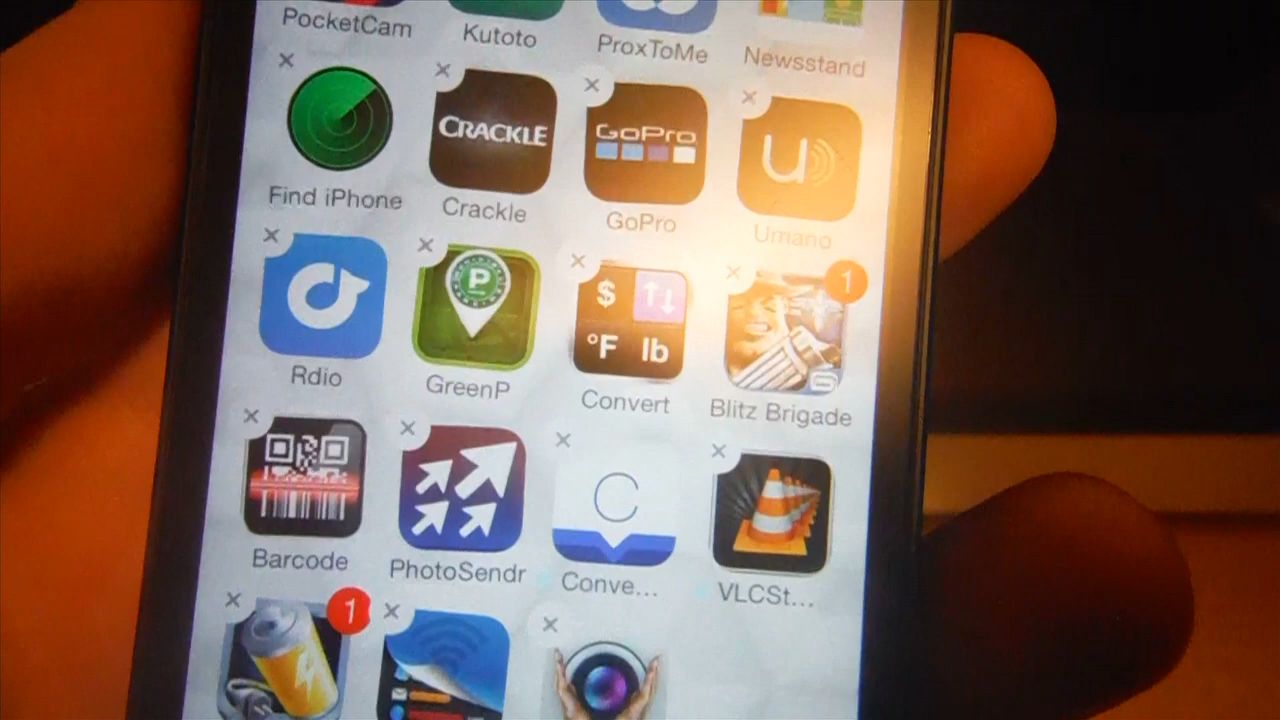 PocketCam Kutoto ProxToMe Newsstand
CRACKLE GoPro U
Find iPhone Crackle GoPro Umano
P $ °F lb 1
Rdio GreenP Convert Blitz Brigade
C
Barcode PhotoSendr Conve... VLCSt...
1